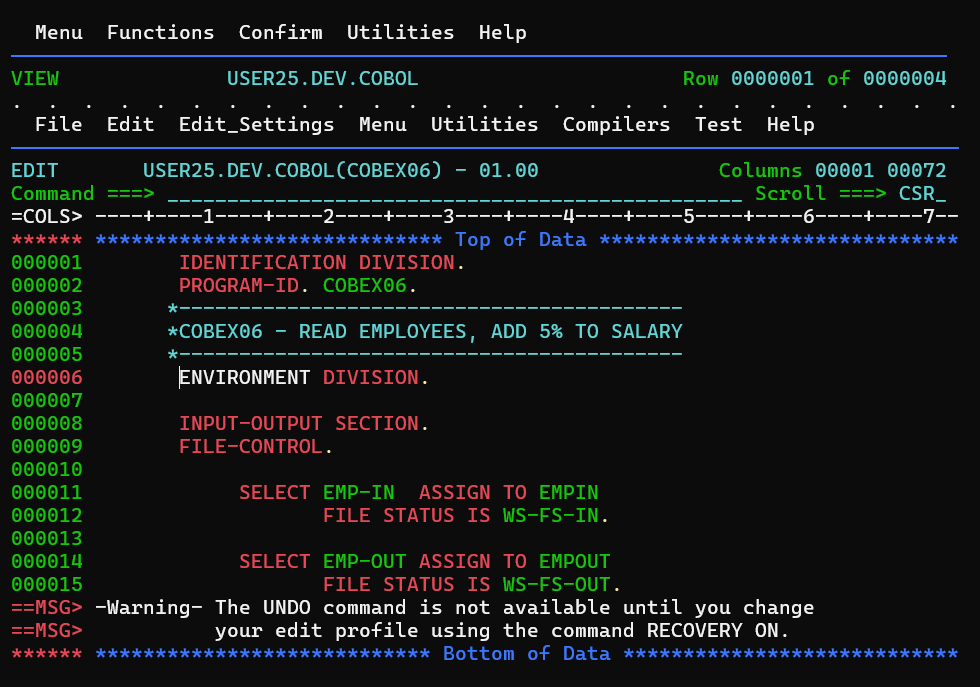 Menu  Functions  Confirm  Utilities  Help
VIEW              USER25.DEV.COBOL                      Row 0000001 of 0000004
.  .  .  .  .  .  .  .  .  .  .  .  .  .  .  .  .  .  .  .  .  .  .  .  .  .  .
  File  Edit  Edit_Settings  Menu  Utilities  Compilers  Test  Help
EDIT       USER25.DEV.COBOL(COBEX06) - 01.00               Columns 00001 00072
Command ===> ________________________________________________ Scroll ===> CSR_
=COLS> ----+----1----+----2----+----3----+----4----+----5----+----6----+----7--
****** ***************************** Top of Data ******************************
000001        IDENTIFICATION DIVISION.
000002        PROGRAM-ID. COBEX06.
000003       *------------------------------------------
000004       *COBEX06 - READ EMPLOYEES, ADD 5% TO SALARY
000005       *------------------------------------------
000006        ENVIRONMENT DIVISION.
000007
000008        INPUT-OUTPUT SECTION.
000009        FILE-CONTROL.
000010
000011             SELECT EMP-IN  ASSIGN TO EMPIN
000012                    FILE STATUS IS WS-FS-IN.
000013
000014             SELECT EMP-OUT ASSIGN TO EMPOUT
000015                    FILE STATUS IS WS-FS-OUT.
==MSG> -Warning- The UNDO command is not available until you change
==MSG>           your edit profile using the command RECOVERY ON.
****** **************************** Bottom of Data ****************************